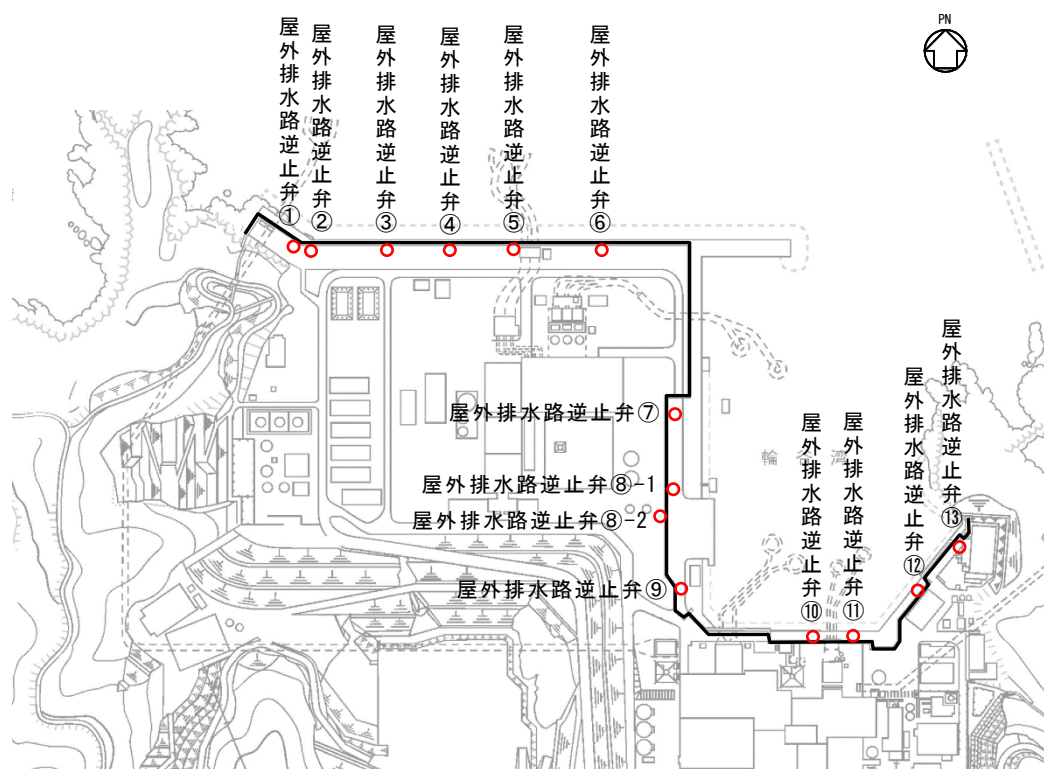 PN
屋外排水路逆止弁①
屋外排水路逆止弁②
屋外排水路逆止弁③
屋外排水路逆止弁④
屋外排水路逆止弁⑤
屋外排水路逆止弁⑥
屋外排水路逆止弁⑦
屋外排水路逆止弁⑧-1
屋外排水路逆止弁⑧-2
屋外排水路逆止弁⑨
屋外排水路逆止弁⑩
屋外排水路逆止弁⑪
屋外排水路逆止弁⑫
屋外排水路逆止弁⑬
輪谷湾